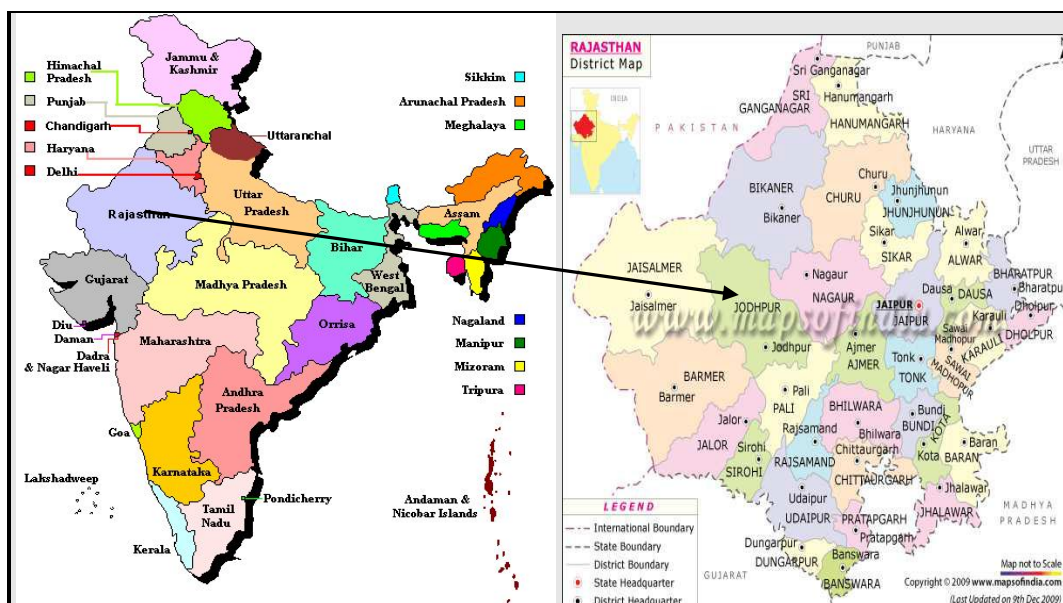 Jammu &
Kashmir
Himachal
Pradesh
Punjab
Chandigarh
Haryana
Delhi
Uttaranchal
Rajasthan
Uttar
Pradesh
Sikkim
Arunachal Pradesh
Meghalaya
Assam
Bihar
West
Bengal
Gujarat
Madhya Pradesh
Orrisa
Diu
Daman
Dadra
& Nagar Haveli
Maharashtra
Nagaland
Manipur
Mizoram
Tripura
Andhra
Pradesh
Goa
Karnataka
Lakshadweep
Pondicherry
Tamil
Nadu
Kerala
Andaman &
Nicobar Islands
RAJASTHAN
District Map
INDIA
PUNJAB
PAKISTAN
HARYANA
UTTAR
PRADESH
Sri Ganganagar
SRI
GANGANAGAR
Hanumangarh
HANUMANGARH
BIKANER
Bikaner
Churu
CHURU
Jhunjhunun
JHUNJHUNUN
Sikar
SIKAR
Alwar
ALWAR
JAISALMER
Jaisalmer
JODHPUR
Jodhpur
Nagaur
NAGAUR
JAIPUR
JAIPUR
Dausa
DAUSA
BHARATPUR
Bharatpur
Dholpur
DHOLPUR
Karauli
KARAULI
Sawai
Madhopur
SAWAI
MADHOPUR
www.mapsofindia.com
Ajmer
AJMER
Tonk
TONK
BARMER
Barmer
Pali
PALI
Jalor
JALOR
Sirohi
SIROHI
Rajsamand
RAJSAMAND
BHILWARA
Bhilwara
Bundi
BUNDI
KOTA
Kota
Baran
BARAN
Chittaurgarh
CHITTAURGARH
Jhalawar
JHALAWAR
Udaipur
UDAIPUR
PRATAPGARH
Pratapgarh
Dungarpur
DUNGARPUR
Banswara
BANSWARA
GUJARAT
MADHYA
PRADESH
LEGEND
International Boundary
State Boundary
District Boundary
State Headquarter
District Headquarter
Map not to Scale
Copyright © 2009 www.mapsofindia.com
(Last Updated on 9th Dec 2009)